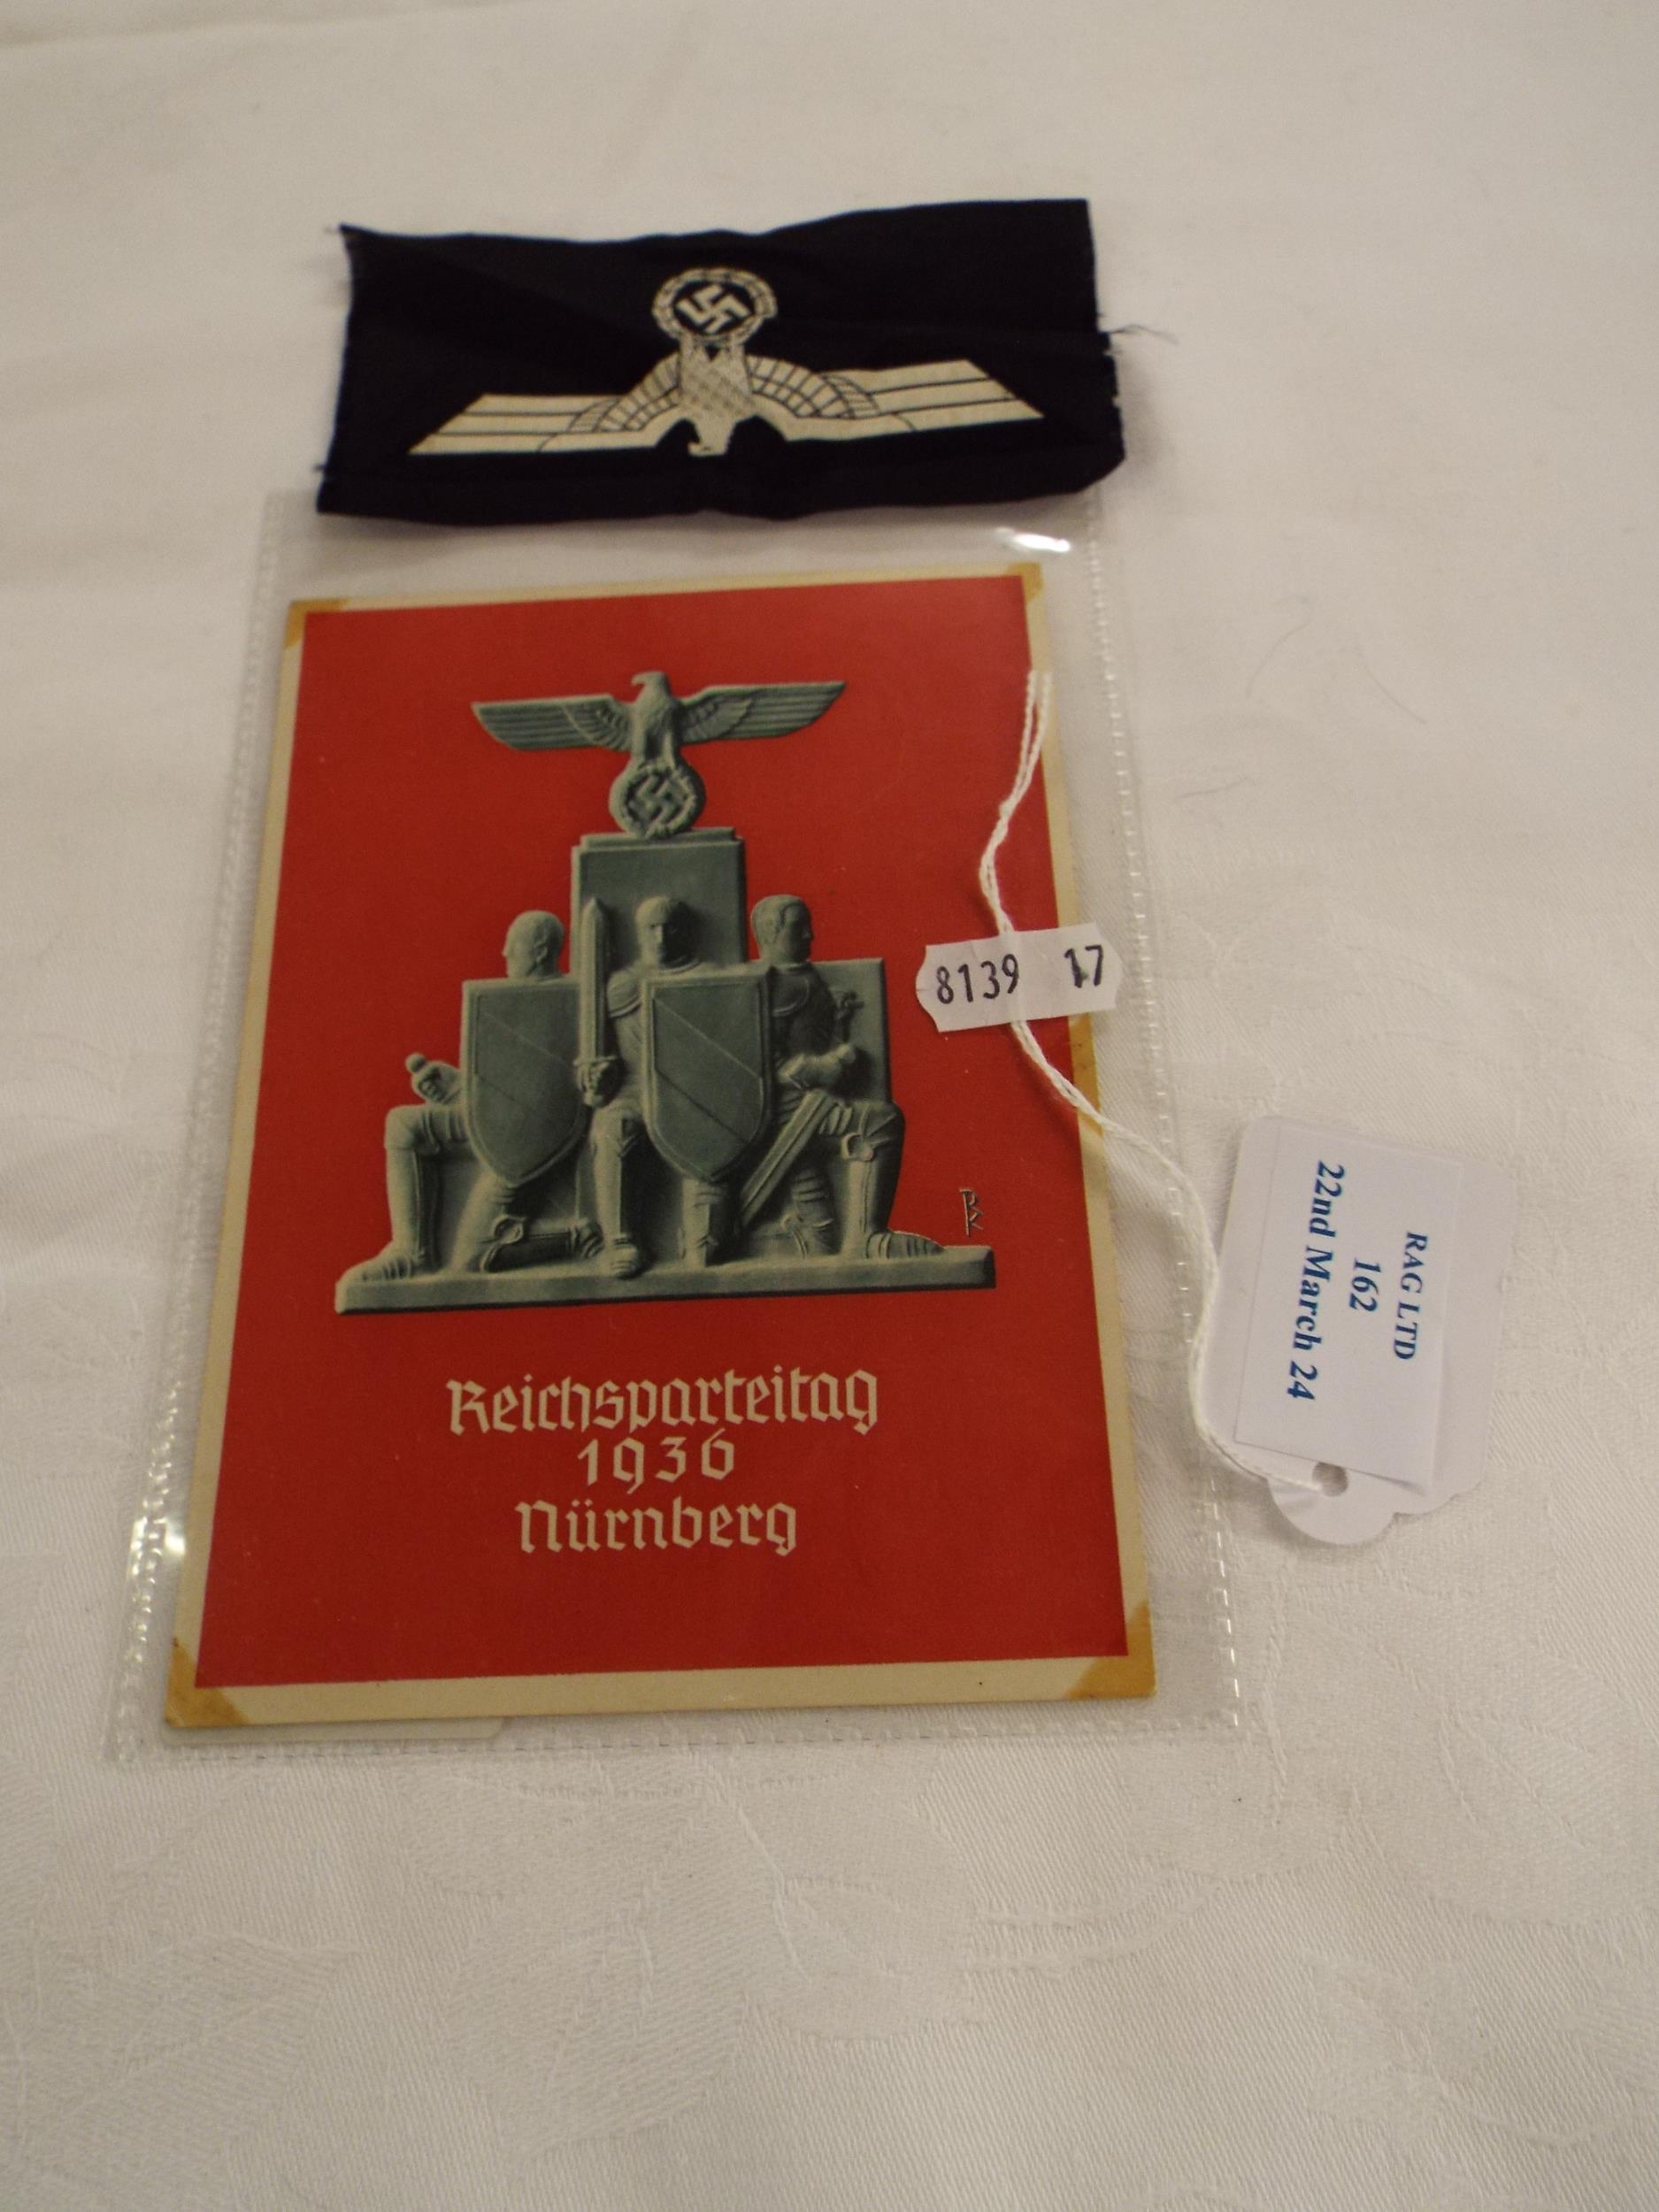 8139 17
RAG LTD
162
22nd March 24
Reichsparteitag
1936
Nürnberg